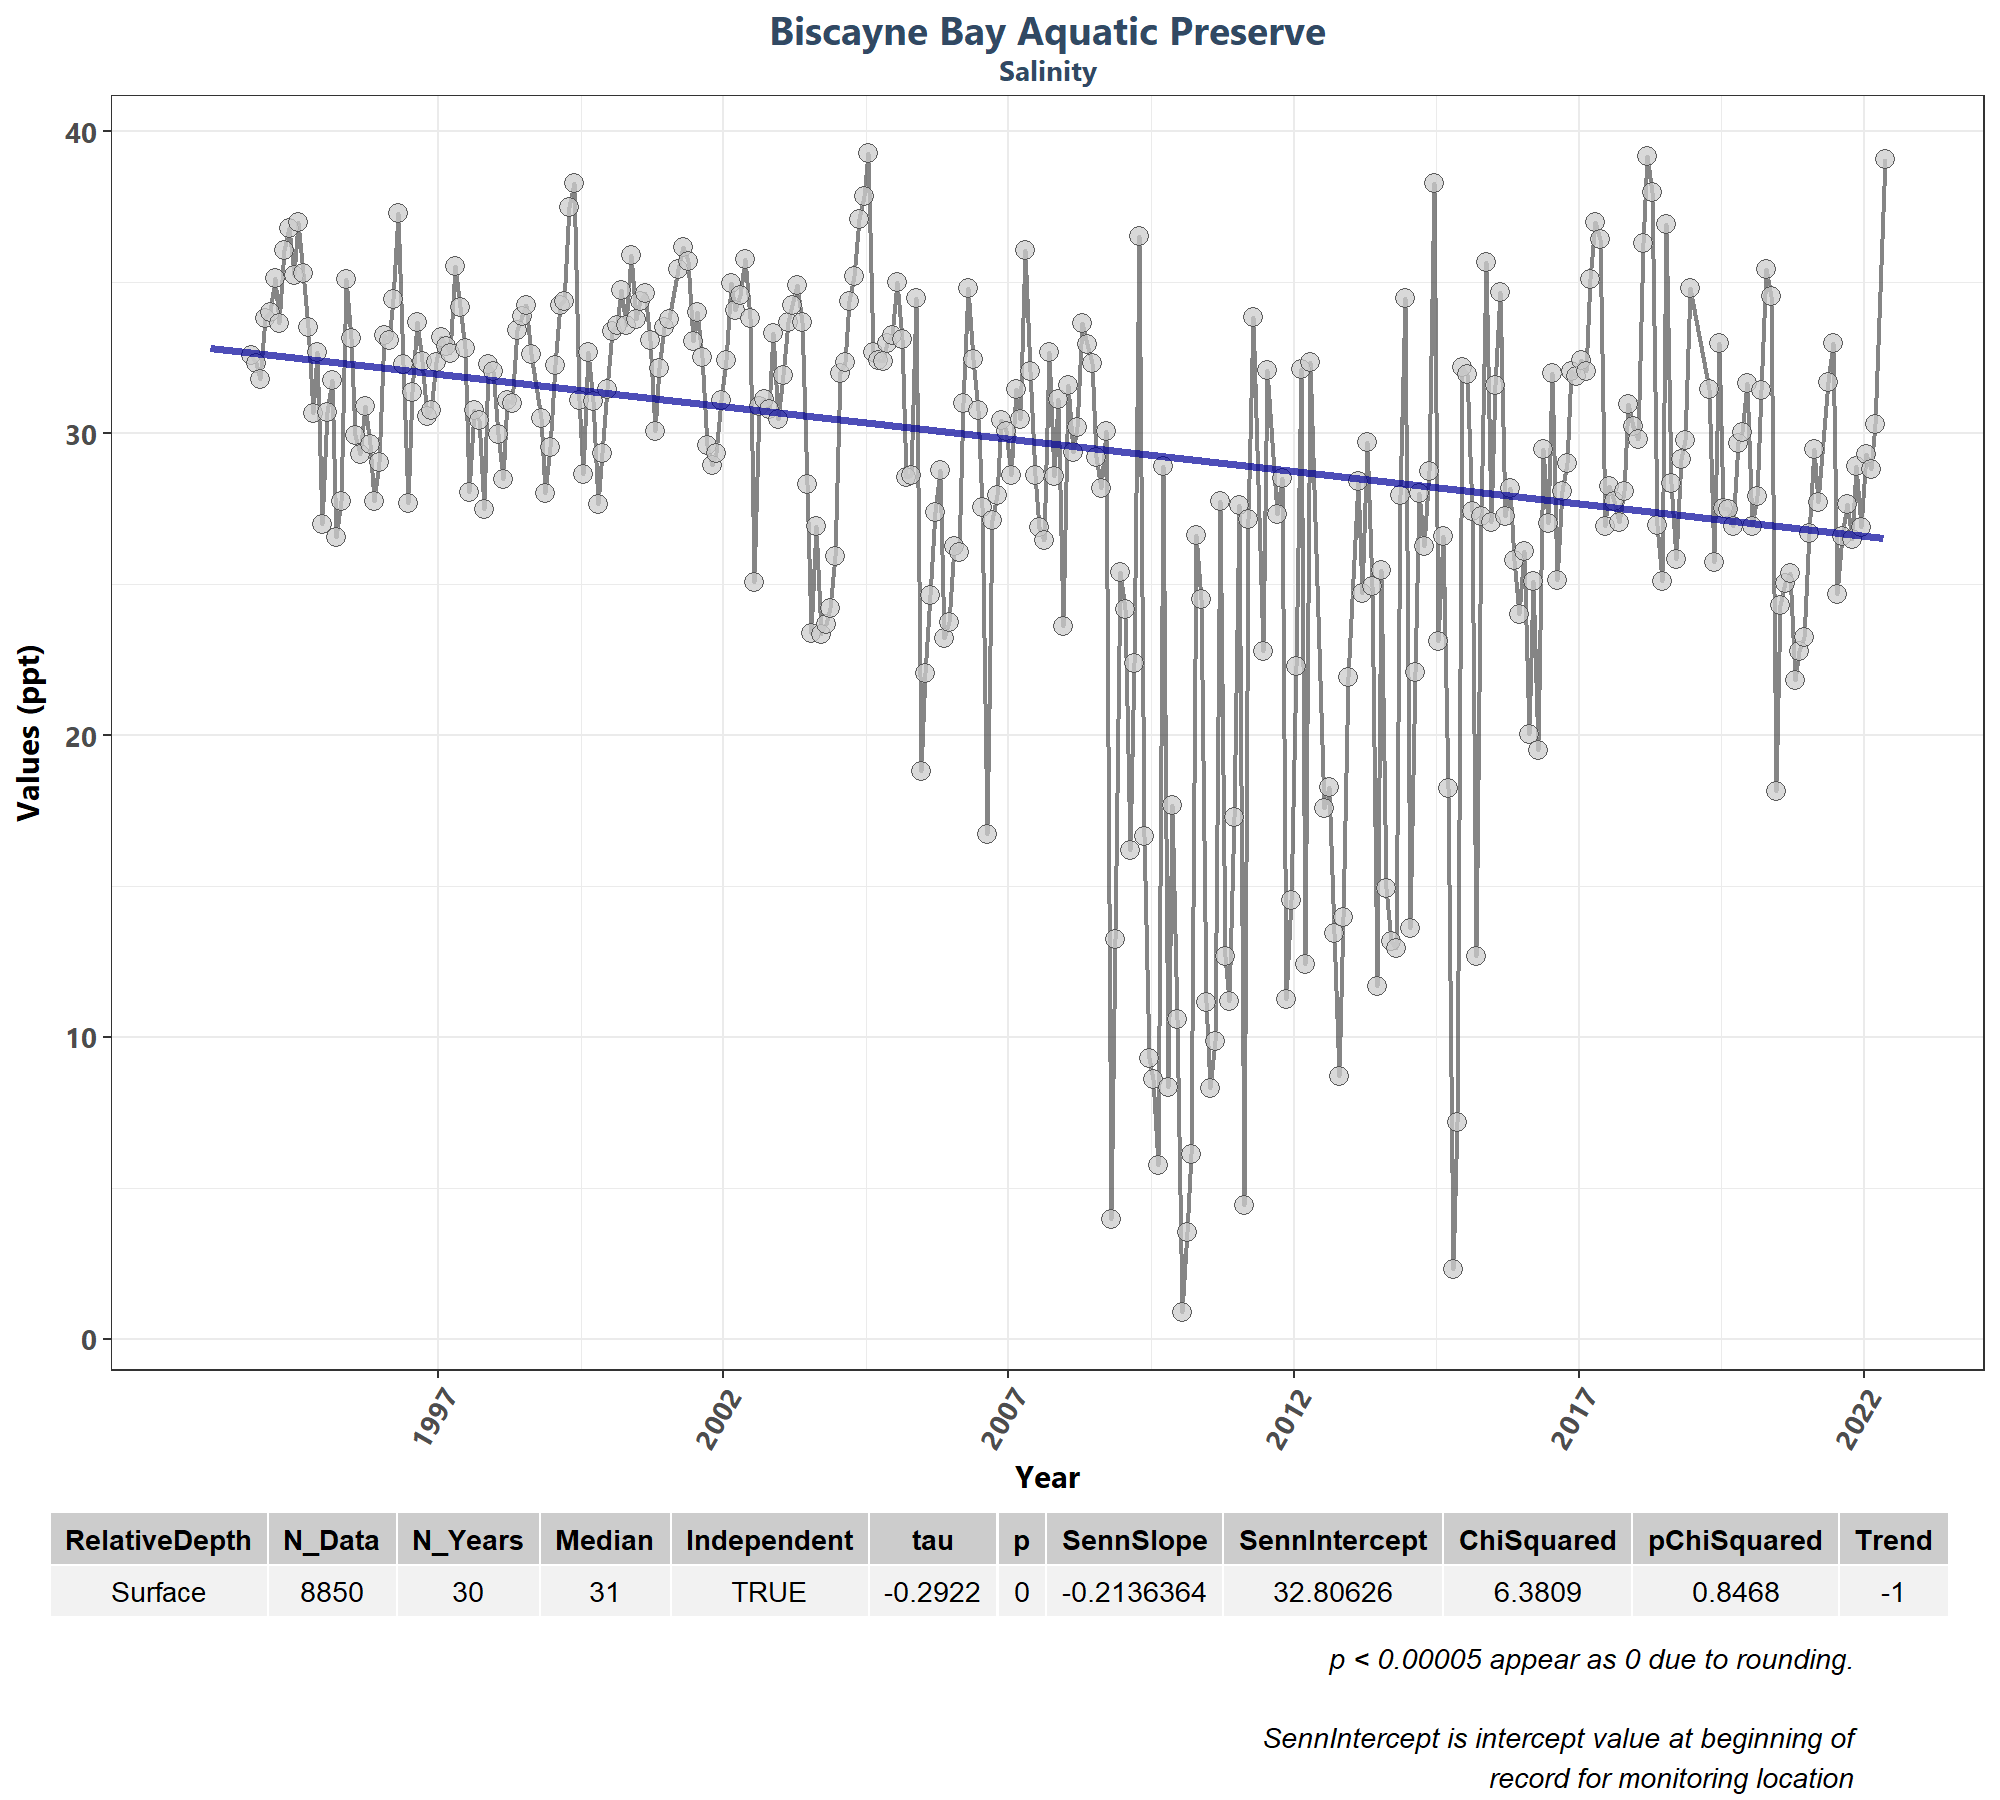 Biscayne Bay Aquatic Preserve
Salinity
Values (ppt)
40
30
20
10
0
1997 2002 2007 2012 2017 2022
Year
RelativeDepth N_Data N_Years Median Independent tau p SennSlope SennIntercept ChiSquared pChiSquared Trend
Surface 8850 30 31 TRUE -0.2922 0 -0.2136364 32.80626 6.3809 0.8468 -1
p < 0.00005 appear as 0 due to rounding.
SennIntercept is intercept value at beginning of
record for monitoring location